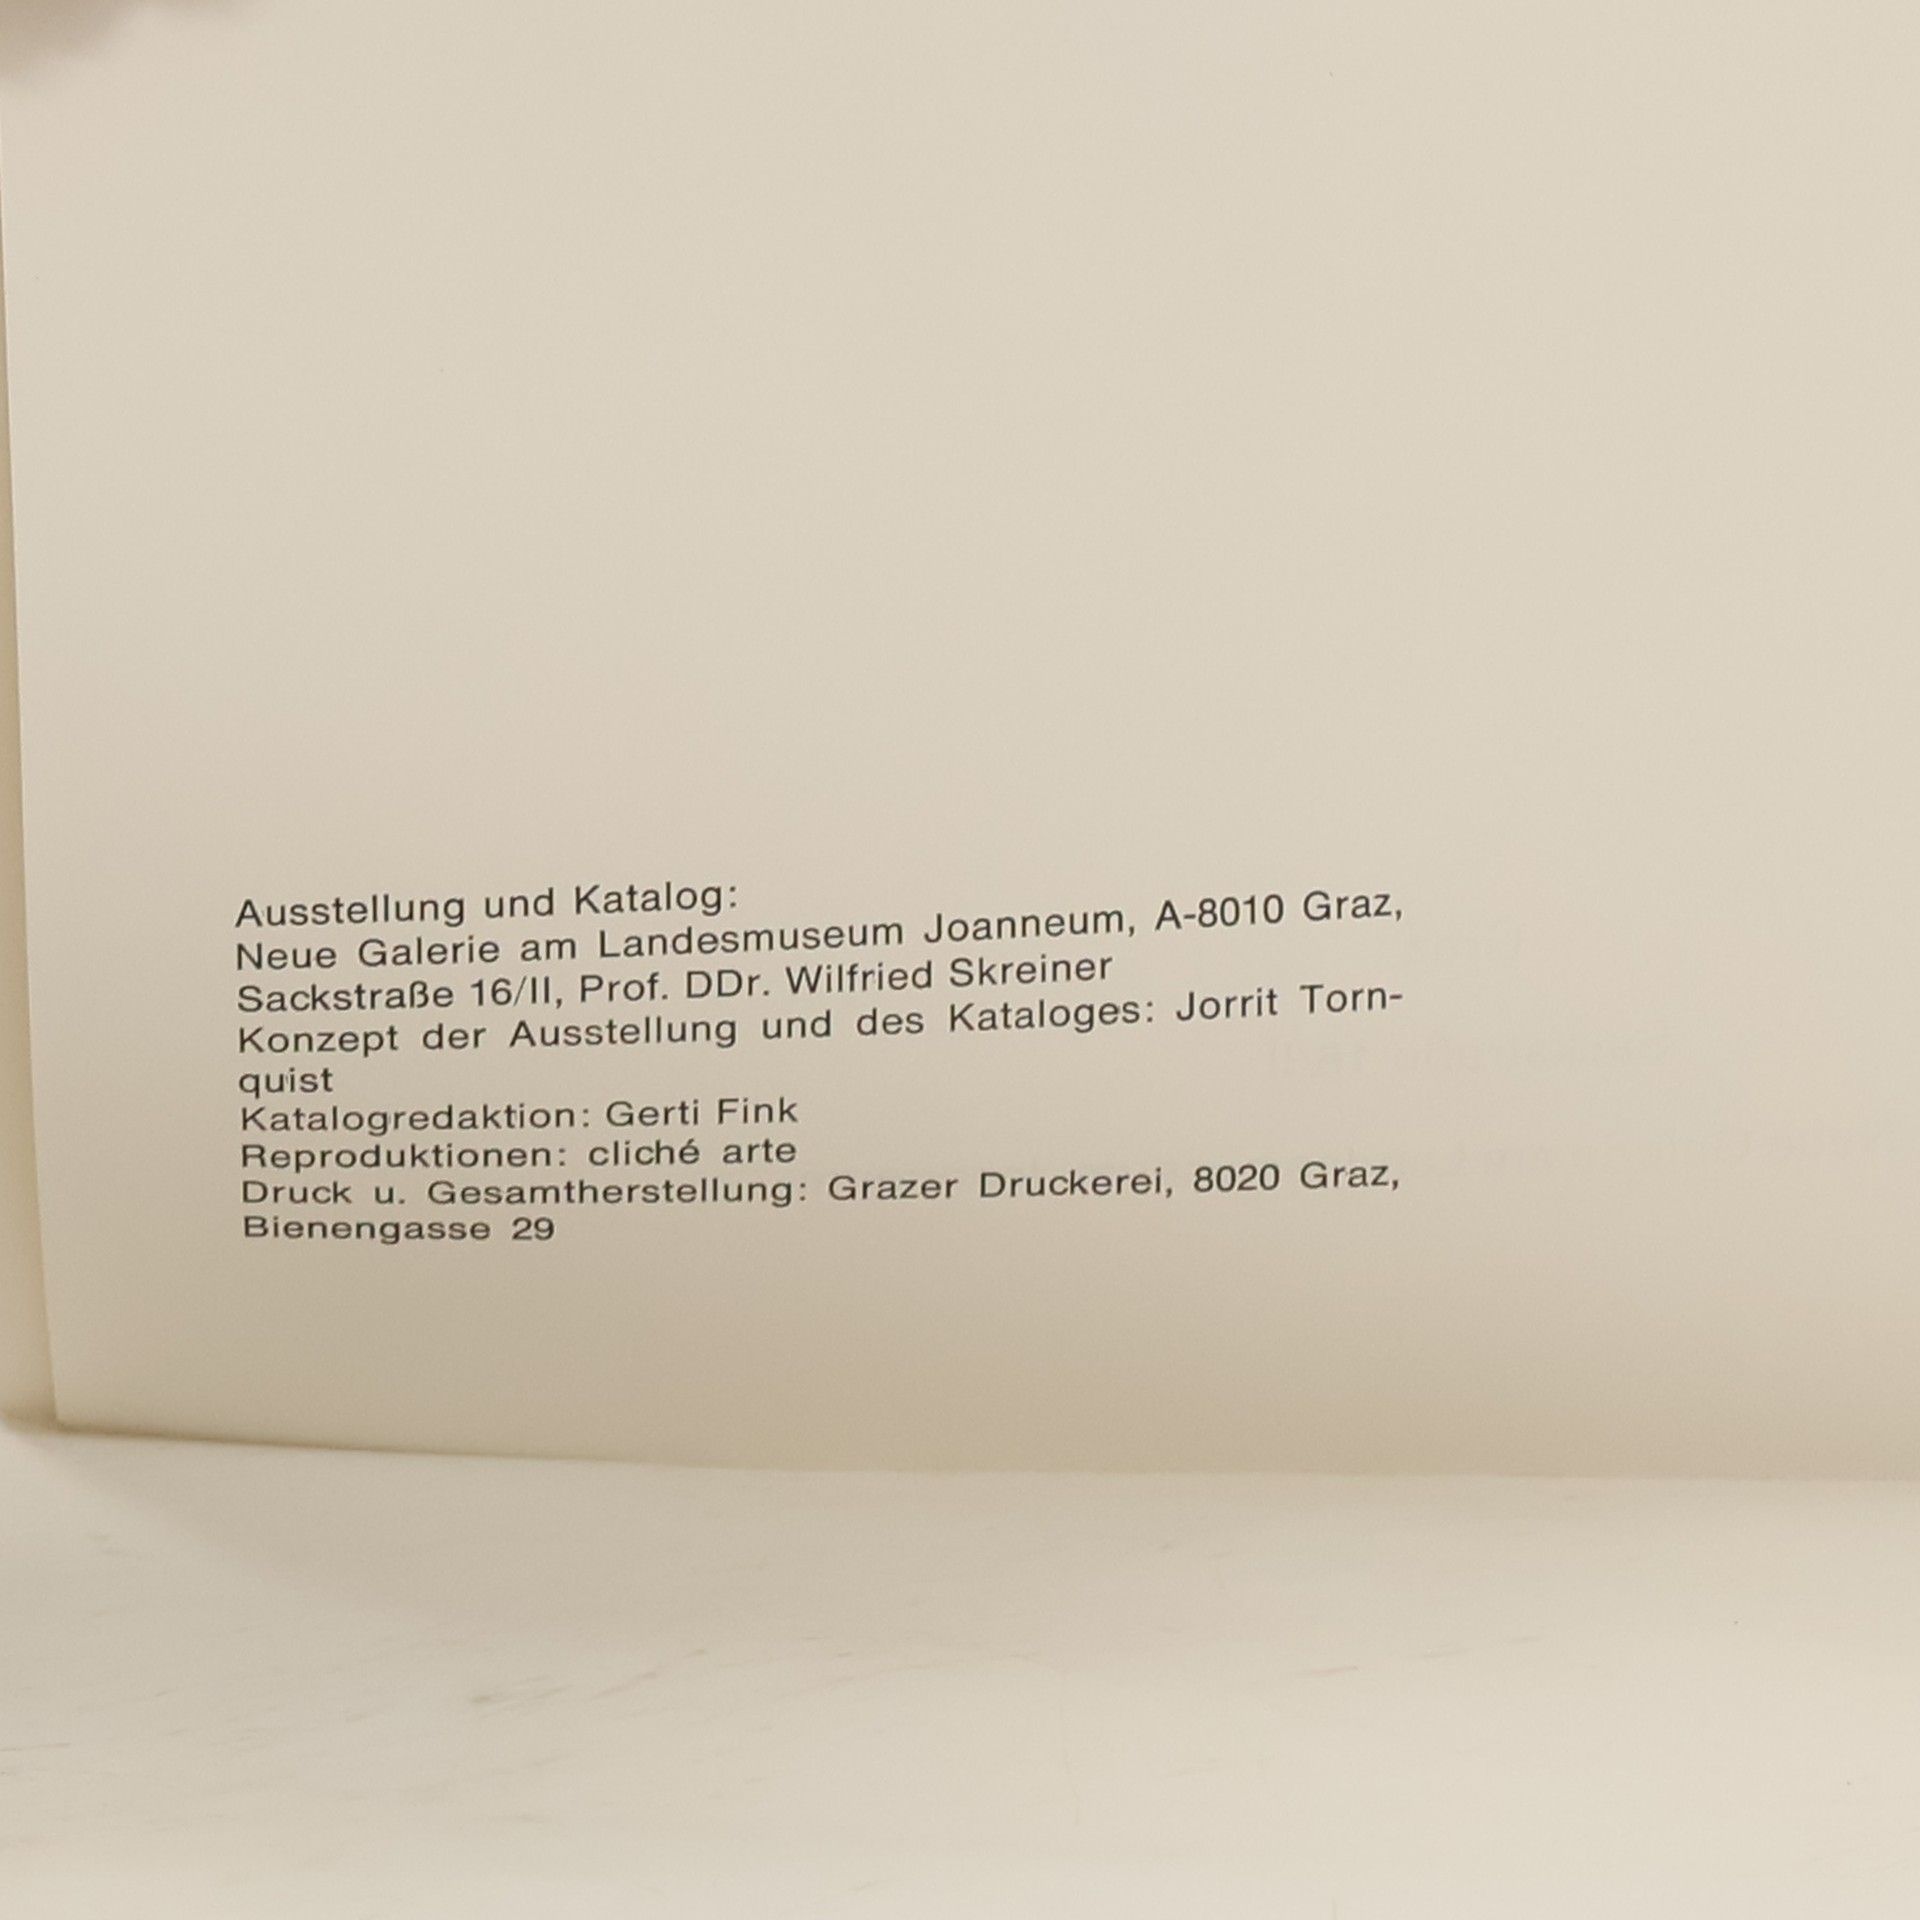 Ausstellung und Katalog:
Neue Galerie am Landesmuseum Joanneum, A-8010 Graz,
Sackstraße 16/II, Prof. DDr. Wilfried Skreiner
Konzept der Ausstellung und des Kataloges: Jorrit Torn-
quist
Katalogredaktion: Gerti Fink
Reproduktionen: cliché arte
Druck u. Gesamtherstellung: Grazer Druckerei, 8020 Graz,
Bienengasse 29